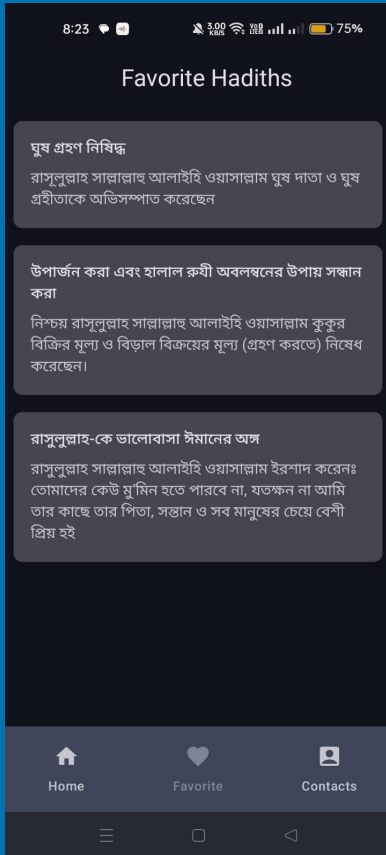 8:23
3.00
KB/S
VoB
LTE
75%
Favorite Hadiths
ঘুষ গ্রহণ নিষিদ্ধ
রাসূলুল্লাহ সাল্লাল্লাহু আলাইহি ওয়াসাল্লাম ঘুষ দাতা ও ঘুষ
গ্রহীতাকে অভিসম্পাত করেছেন
উপার্জন করা এবং হালাল রুযী অবলম্বনের উপায় সন্ধান
করা
নিশ্চয় রাসূলুল্লাহ সাল্লাল্লাহু আলাইহি ওয়াসাল্লাম কুকুর
বিক্রির মূল্য ও বিড়াল বিক্রয়ের মূল্য (গ্রহণ করতে) নিষেধ
করেছেন।
রাসুলুল্লাহ-কে ভালোবাসা ঈমানের অঙ্গ
রাসুলুল্লাহ সাল্লাল্লাহু আলাইহি ওয়াসাল্লাম ইরশাদ করেনঃ
তোমাদের কেউ মু'মিন হতে পারবে না, যতক্ষন না আমি
তার কাছে তার পিতা, সন্তান ও সব মানুষের চেয়ে বেশী
প্রিয় হই
Home
Favorite
Contacts